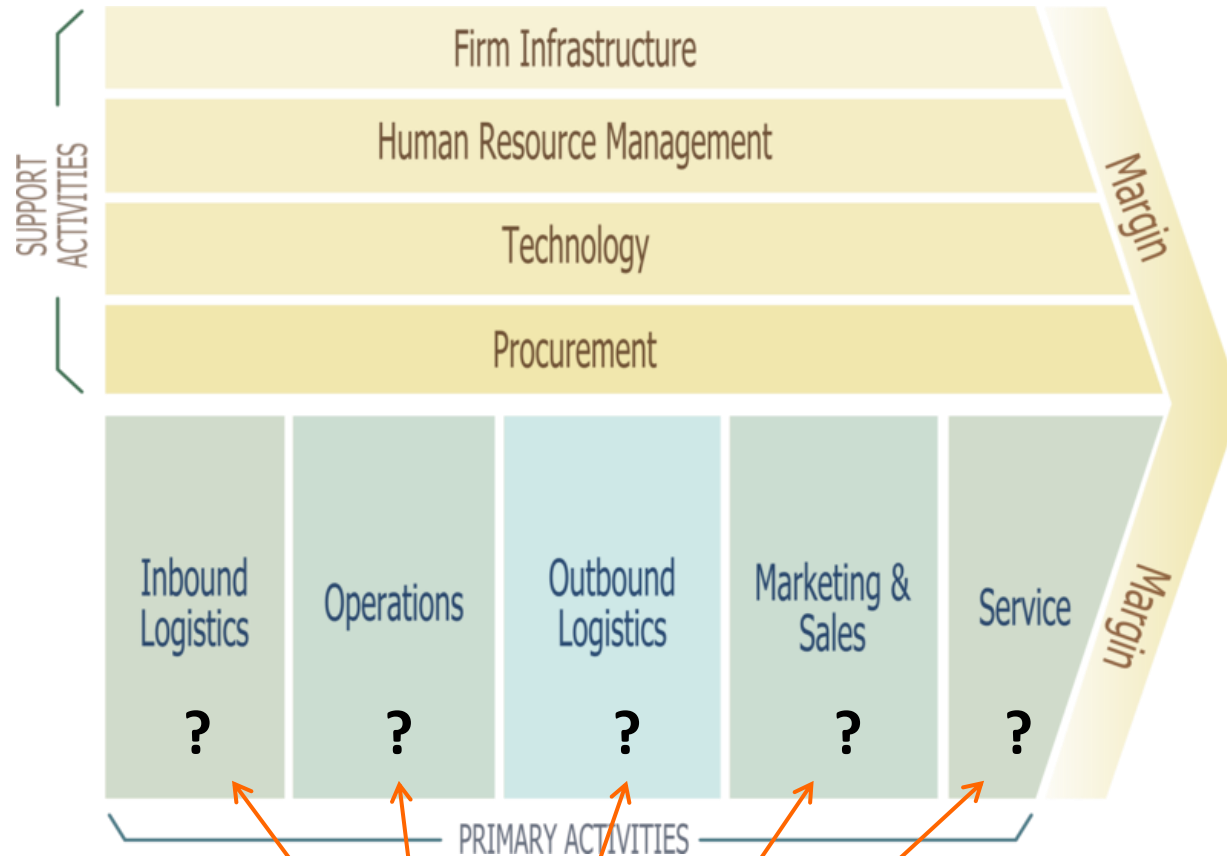 Firm Infrastructure
Human Resource Management
Technology
Procurement
SUPPORT
ACTIVITIES
Margin
Inbound
Logistics
?
Operations
?
Outbound
Logistics
?
Marketing &
Sales
?
Service
?
Margin
PRIMARY ACTIVITIES